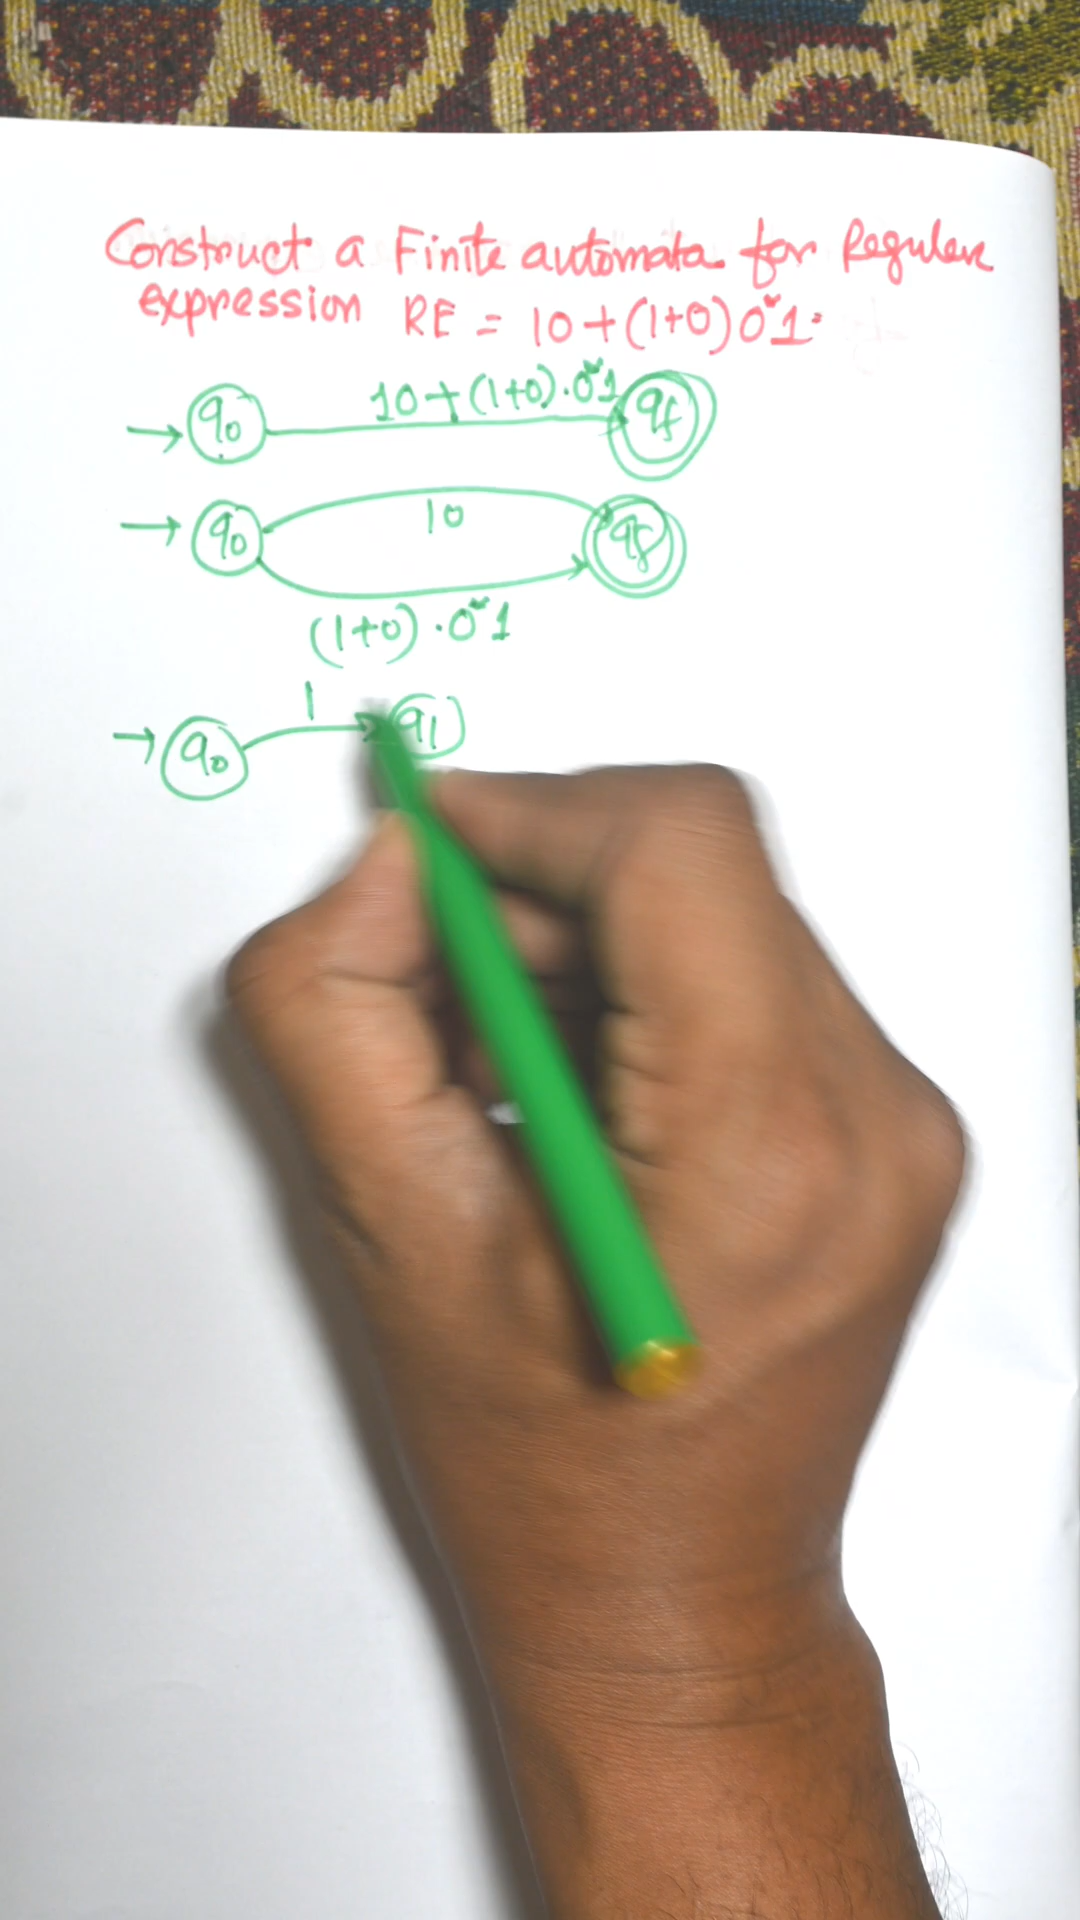 Construct a Finite automata for Regular
expression RE = 10+(1+0)0*1.
10+(1+0).0*1
q0 qf
10
q0 qf
(1+0).0*1
1
q0 q1